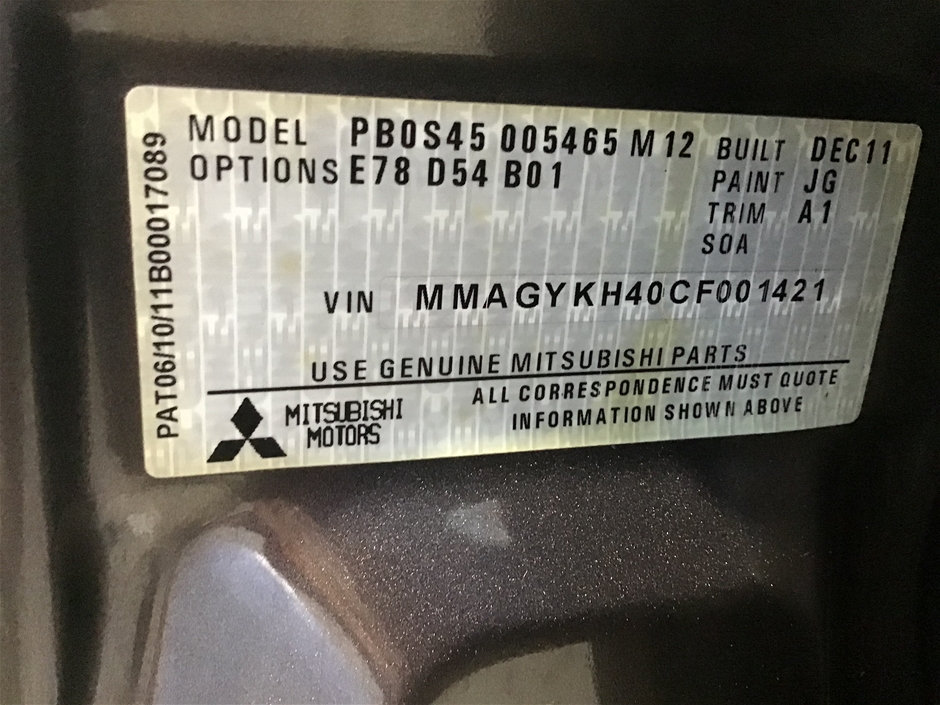 MODEL PB0S45 005465 M12 BUILT DEC11
OPTIONS E78 D54 B01 PAINT JG
TRIM A1
SOA
VIN MMAGYKH40CF001421
USE GENUINE MITSUBISHI PARTS
MITSUBISHI MOTORS
ALL CORRESPONDENCE MUST QUOTE
INFORMATION SHOWN ABOVE
PAT06/10/11B00017089